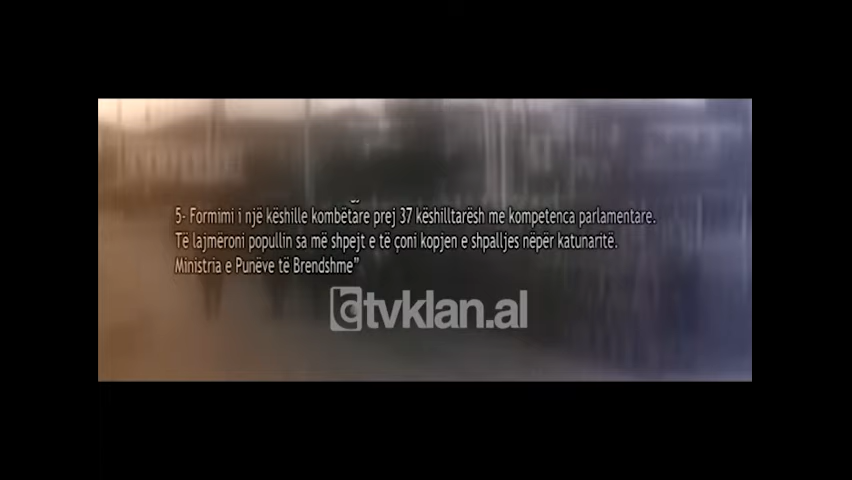 5- Formimi i një këshille kombëtare prej 37 këshilltarësh me kompetenca parlamentare.
Të lajmëroni popullin sa më shpejt e të çoni kopjen e shpalljes nëpër katunaritë.
Ministria e Punëve të Brendshme”
tvklan.al